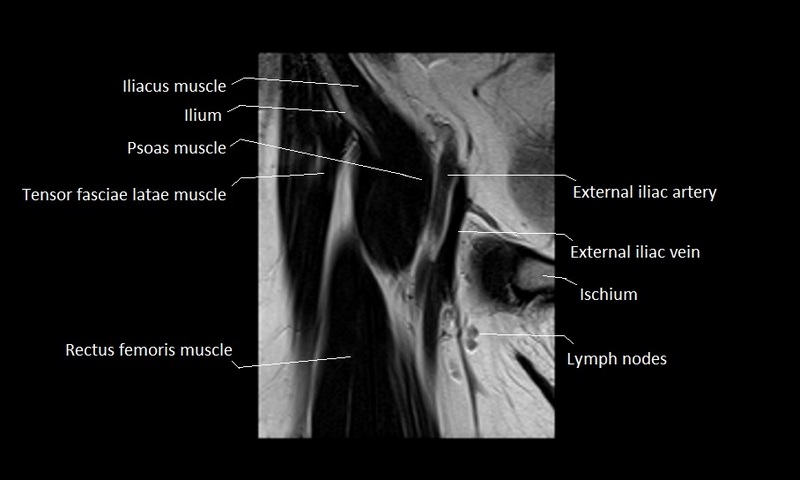 Iliacus muscle
Ilium
Psoas muscle
Tensor fasciae latae muscle
Rectus femoris muscle
External iliac artery
External iliac vein
Ischium
Lymph nodes